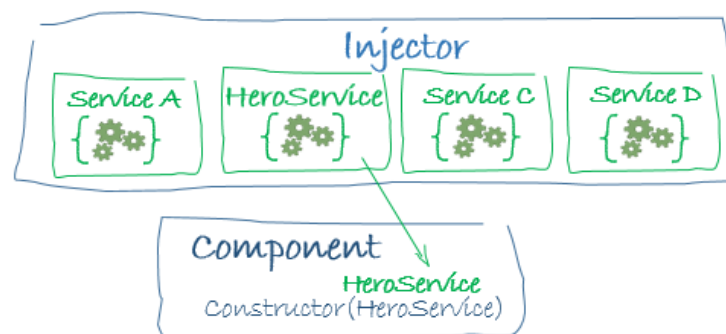 Injector
Service A
HeroService
Service C
Service D
{ }
{ }
{ }
{ }
Component
HeroService
Constructor(HeroService)